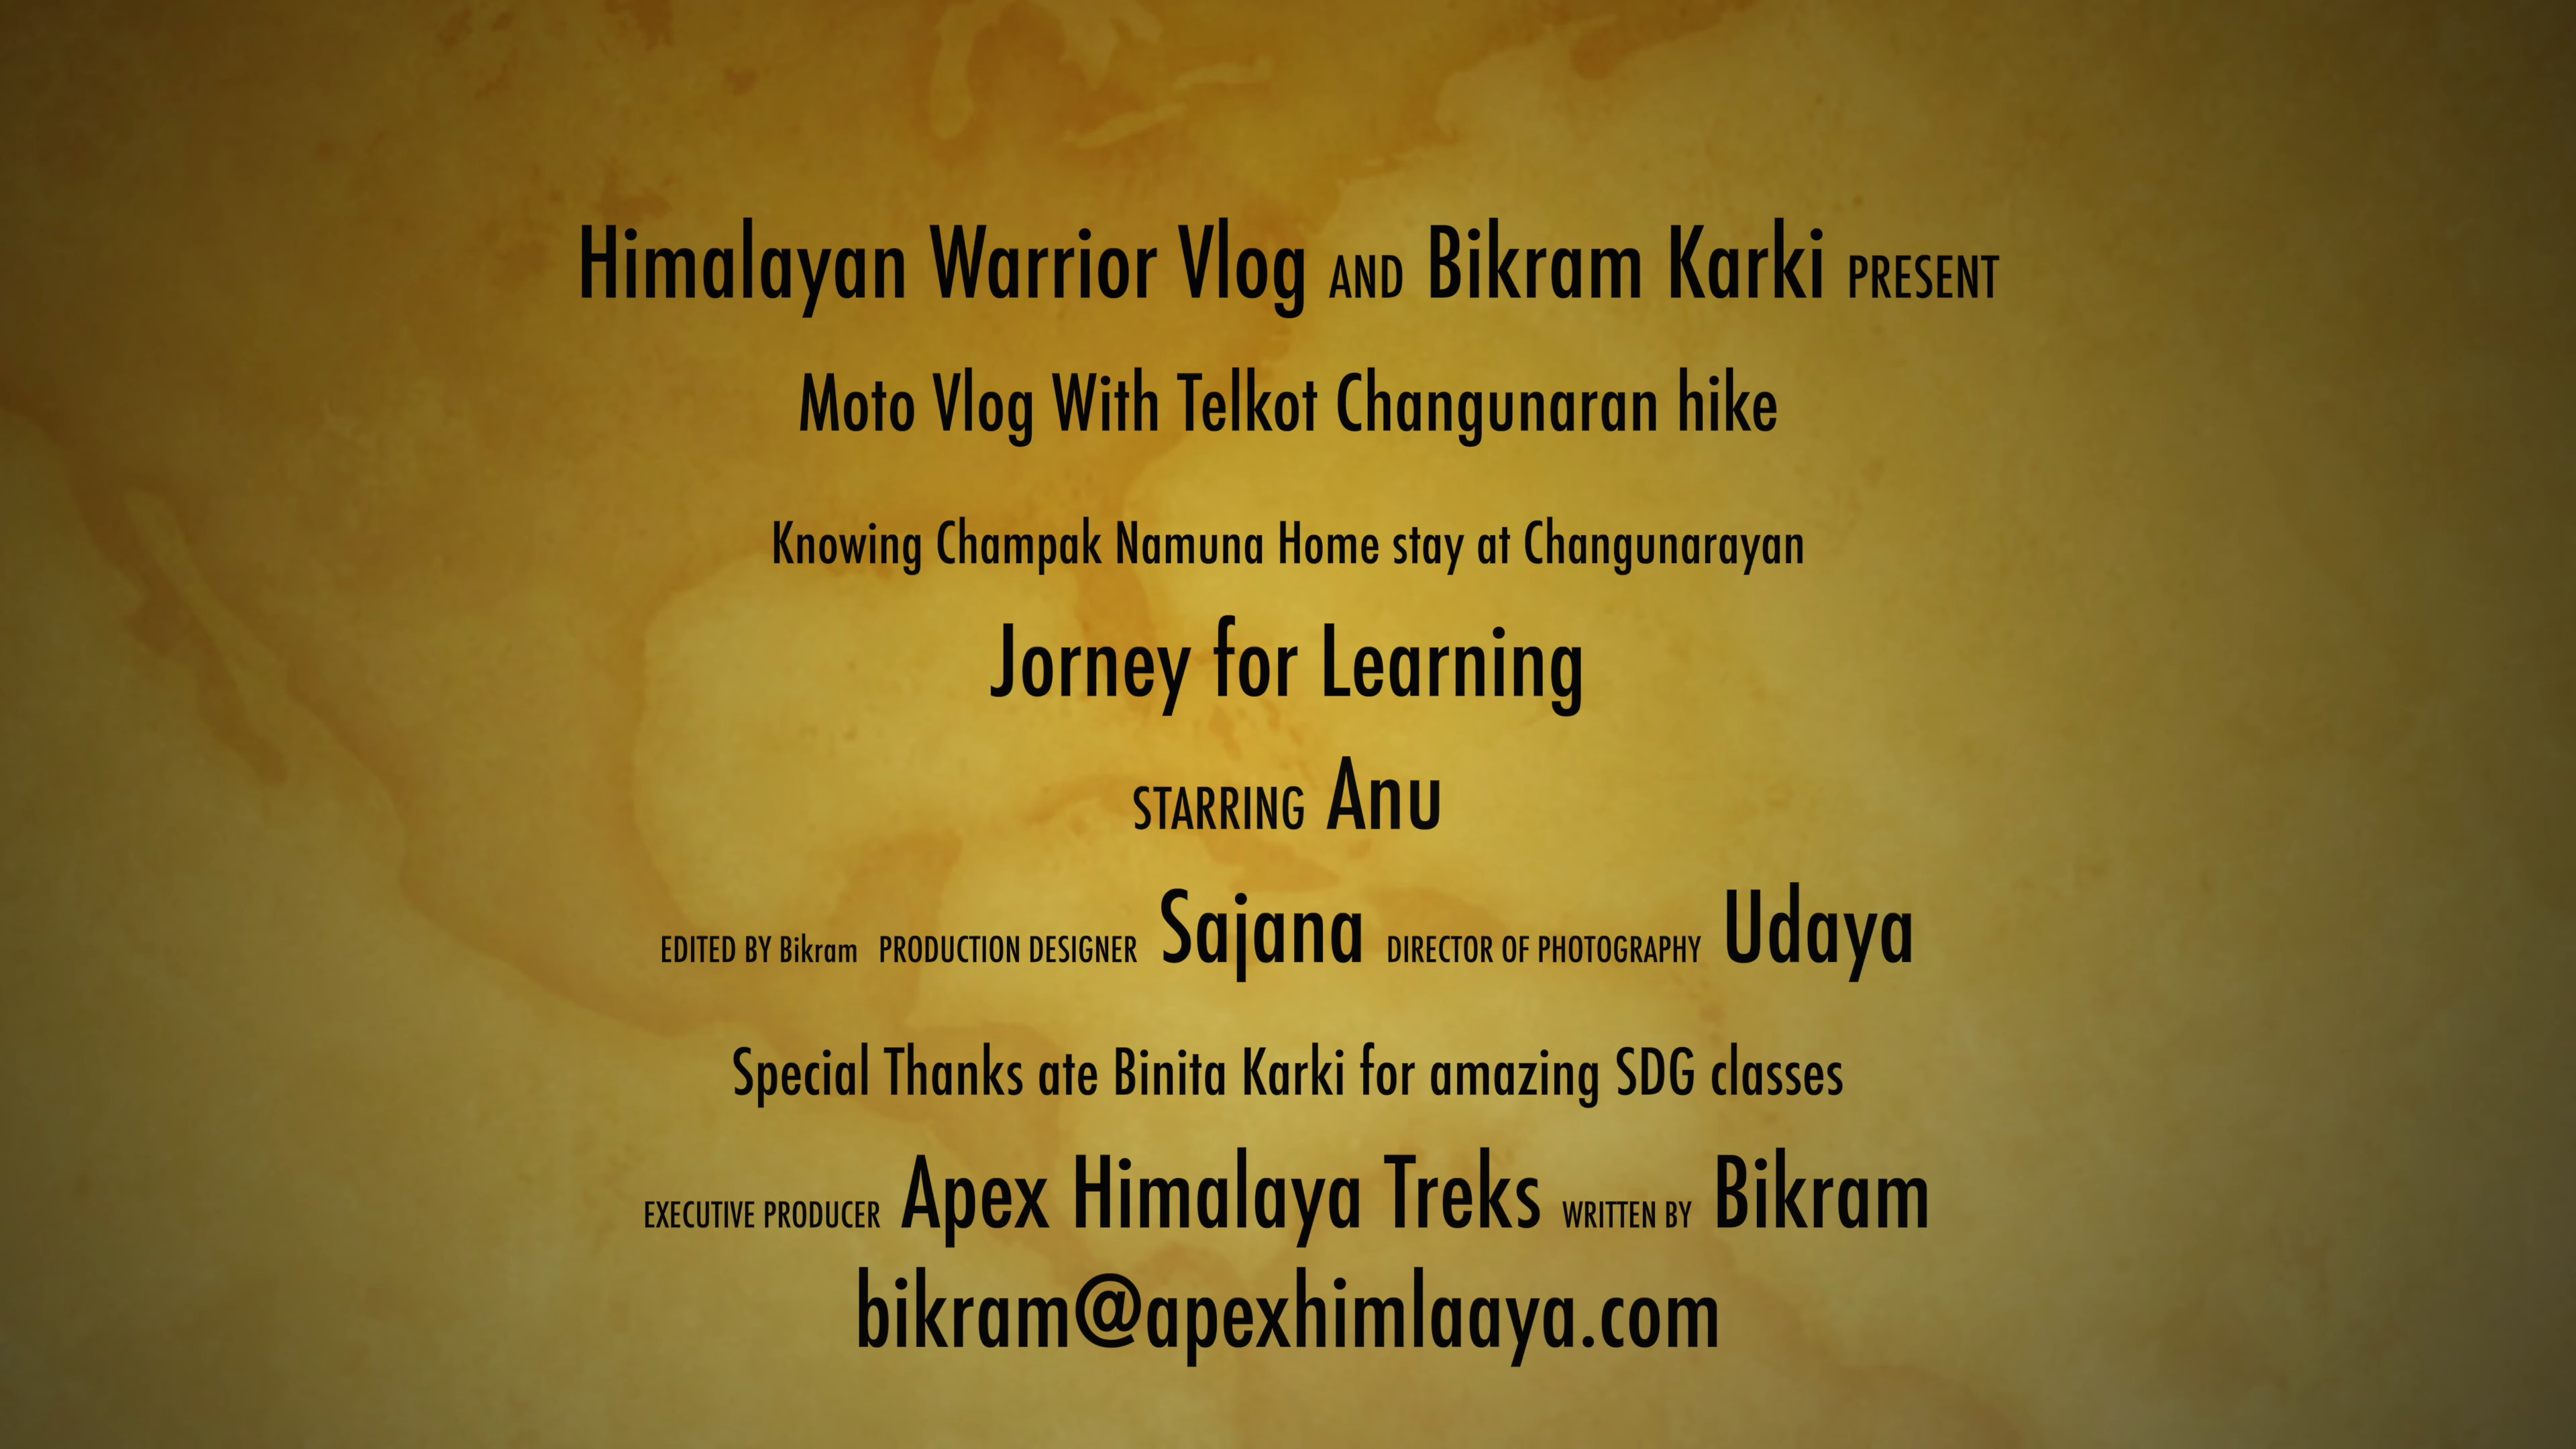 Himalayan Warrior Vlog AND Bikram Karki PRESENT
Moto Vlog With Telkot Changunaran hike
Knowing Champak Namuna Home stay at Changunarayan
Jorney for Learning
STARRING Anu
EDITED BY Bikram PRODUCTION DESIGNER Sajana DIRECTOR OF PHOTOGRAPHY Udaya
Special Thanks ate Binita Karki for amazing SDG classes
EXECUTIVE PRODUCER Apex Himalaya Treks WRITTEN BY Bikram
bikram@apexhimlaaya.com